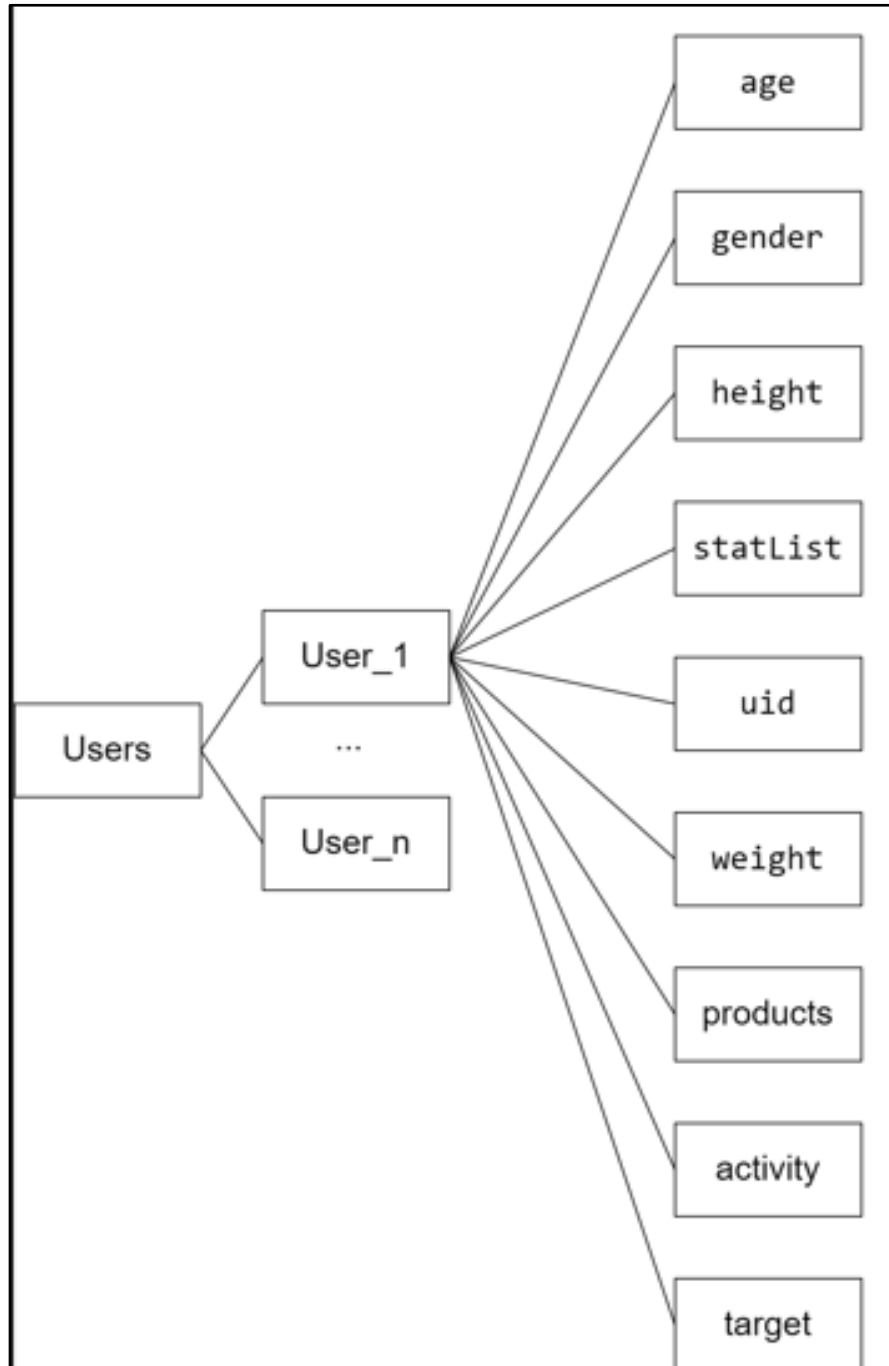 age
gender
height
statList
User_1
uid
Users
...
User_n
weight
products
activity
target